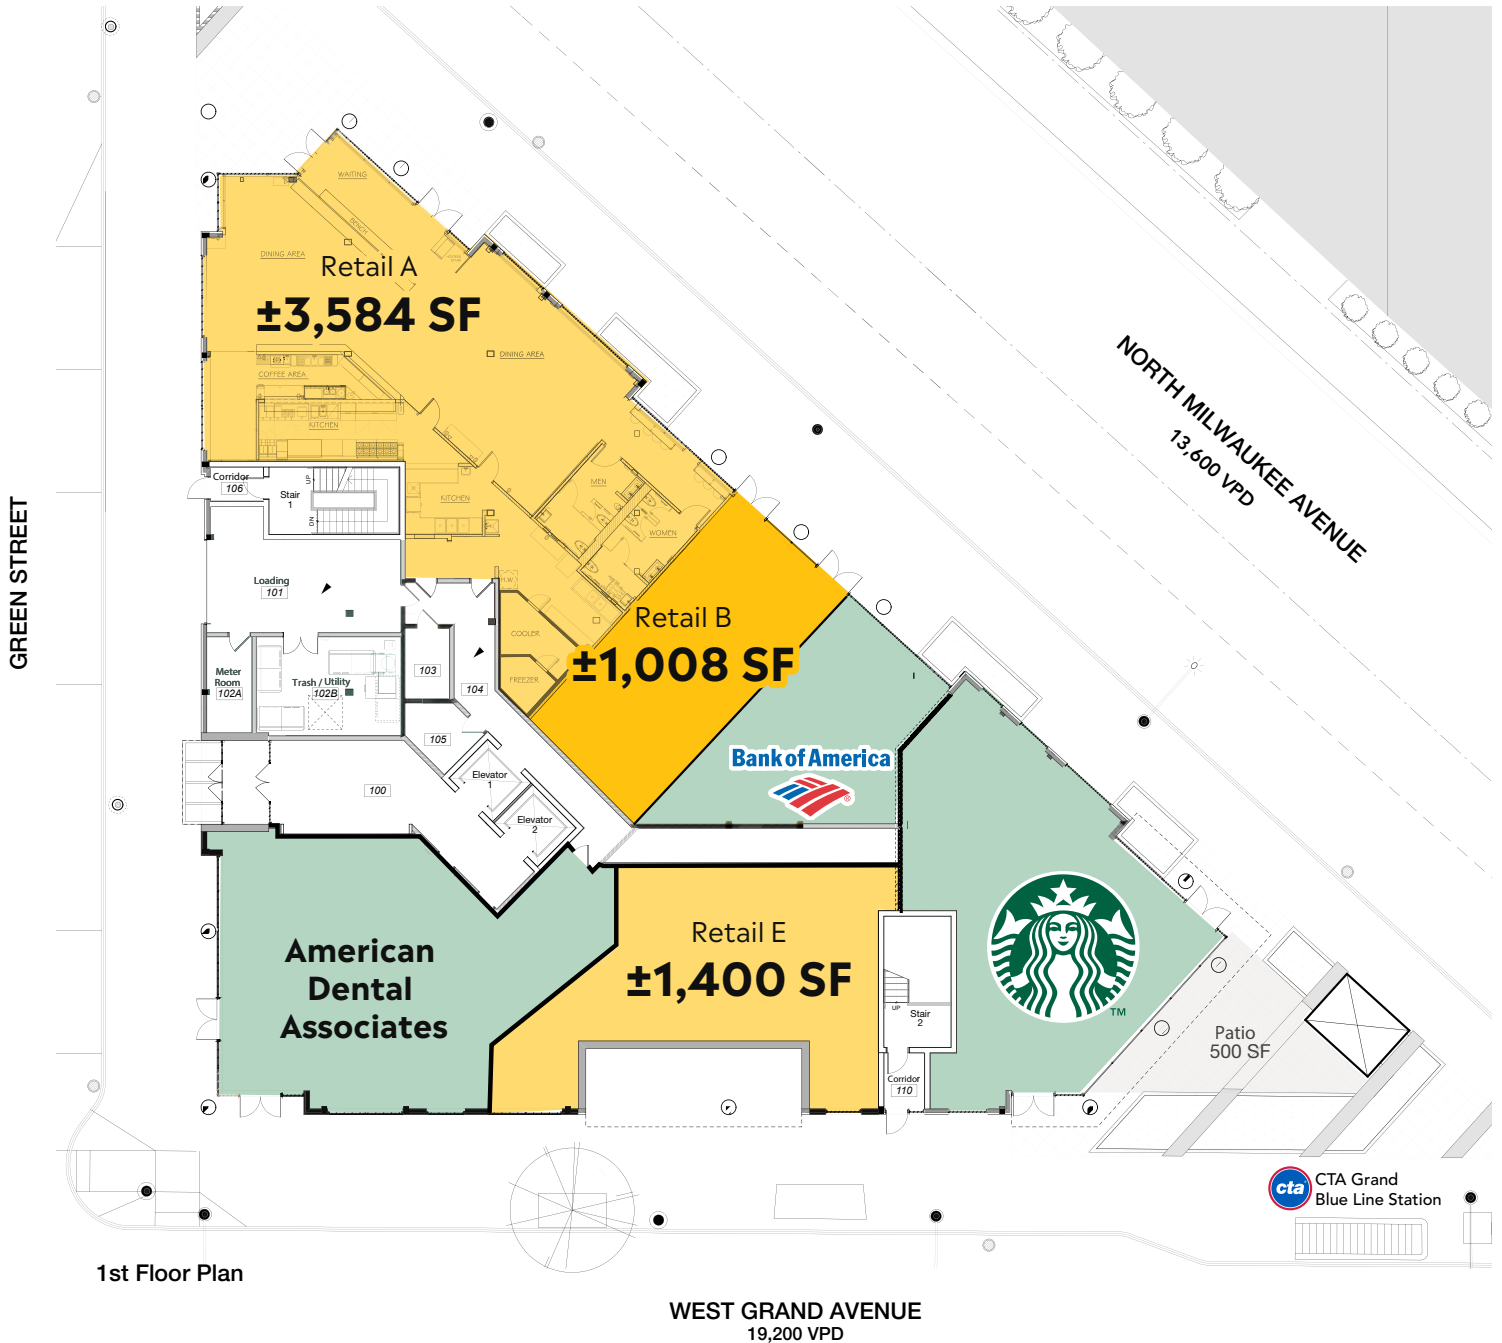 WAITING
BENCH
DINING AREA
Retail A
±3,584 SF
DINING AREA
COFFEE AREA
KITCHEN
Corridor
106
Stair
1
UP
DN
KITCHEN
MEN
WOMEN
NORTH MILWAUKEE AVENUE
13,600 VPD
GREEN STREET
Loading
101
H.W.
COOLER
FREEZER
Retail B
±1,008 SF
Meter
Room
102A
Trash / Utility
102B
103
104
105
100
Elevator
1
Elevator
2
Bank of America
®
American
Dental
Associates
Retail E
±1,400 SF
UP
Stair
2
Corridor
110
TM
Patio
500 SF
cta
CTA Grand
Blue Line Station
1st Floor Plan
WEST GRAND AVENUE
19,200 VPD